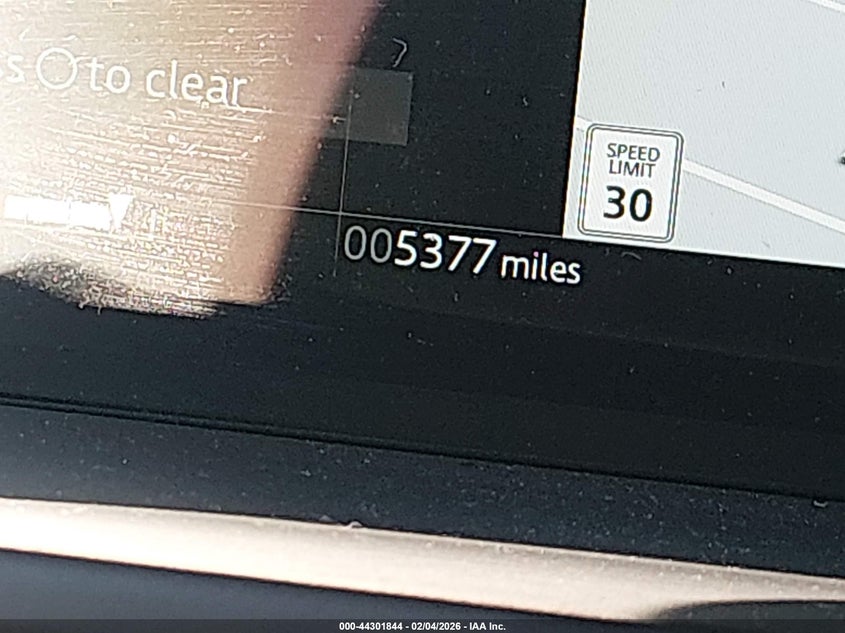 to clear
SPEED
LIMIT
30
005377 miles
000-44301844 - 02/04/2026 - IAA Inc.